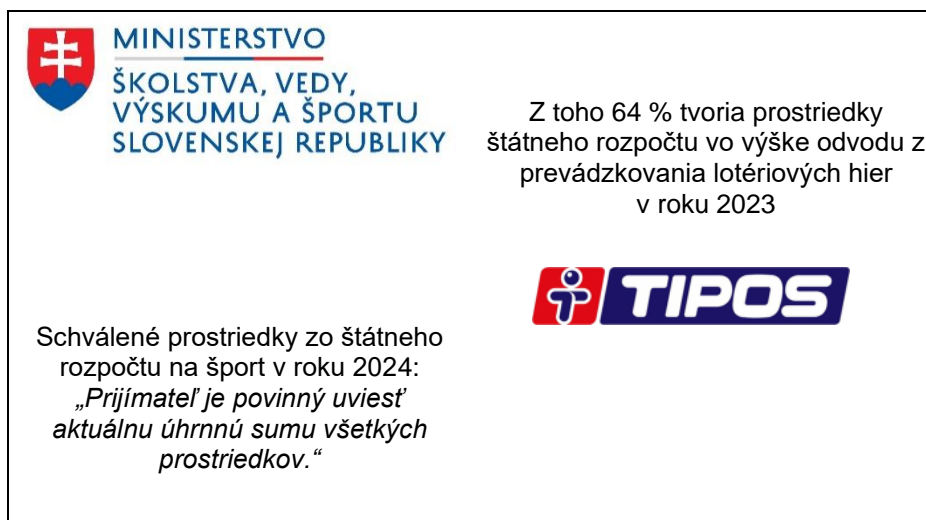 MINISTERSTVO
ŠKOLSTVA, VEDY,
VÝSKUMU A ŠPORTU
SLOVENSKEJ REPUBLIKY
Z toho 64 % tvoria prostriedky
štátneho rozpočtu vo výške odvodu z
prevádzkovania lotériových hier
v roku 2023
TIPOS
Schválené prostriedky zo štátneho
rozpočtu na šport v roku 2024:
„Prijímateľ je povinný uviesť
aktuálnu úhrnnú sumu všetkých
prostriedkov.“